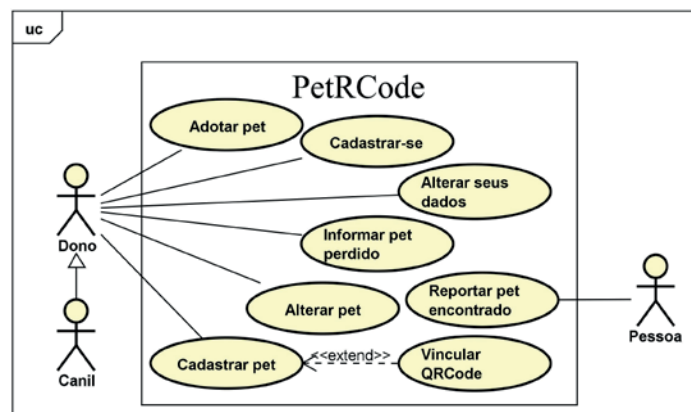 uc
PetRCode
Adotar pet
Cadastrar-se
Alterar seus
dados
Dono
Informar pet
perdido
Alterar pet
Reportar pet
encontrado
Pessoa
Canil
Cadastrar pet
<<extend>>
Vincular
QRCode